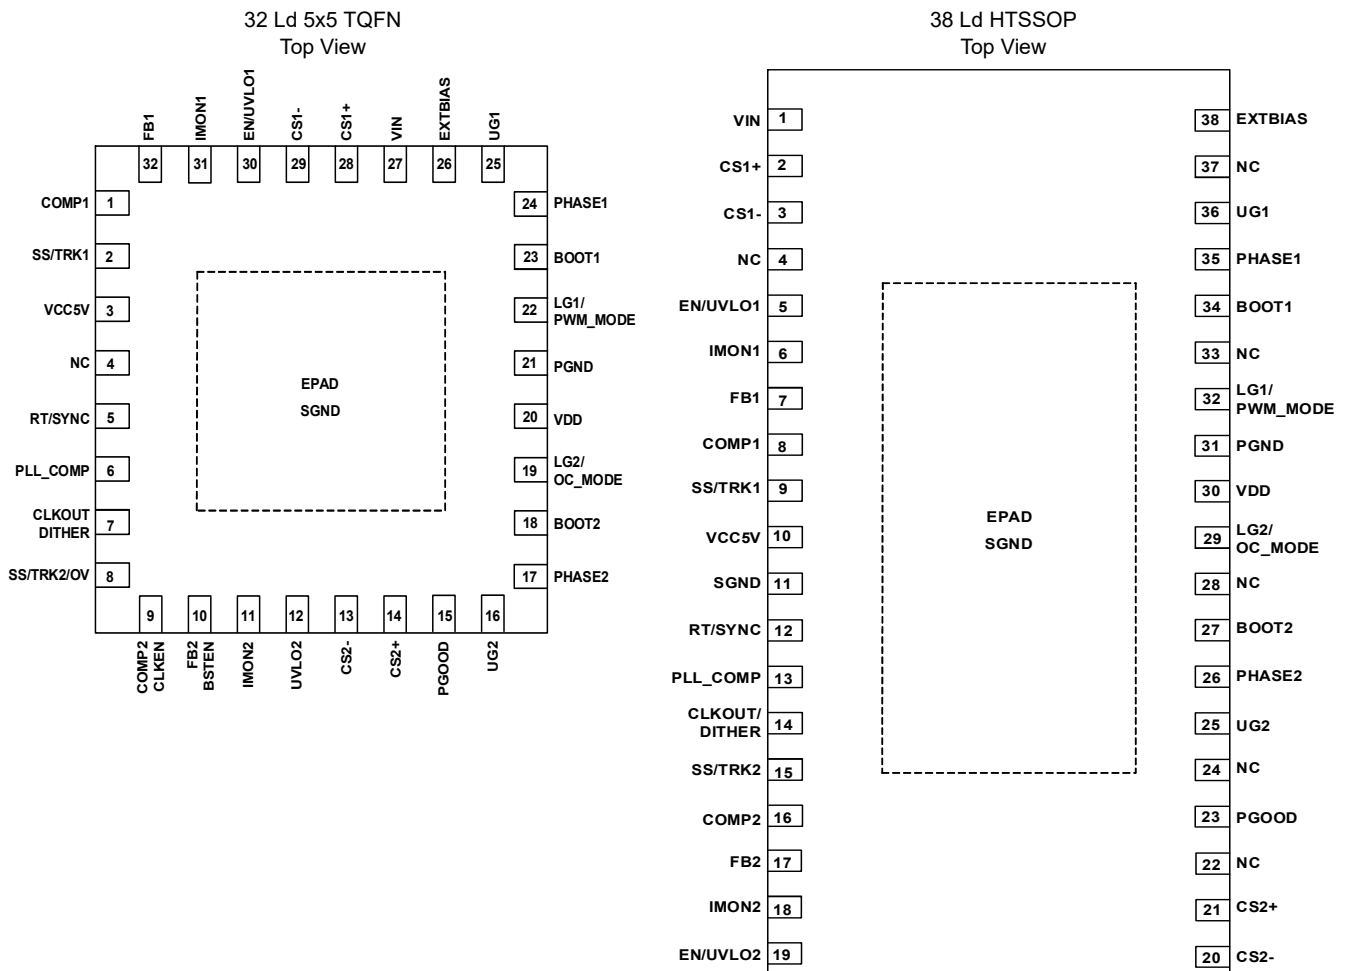 32 Ld 5x5 TQFN
Top View
FB1
IMON1
EN/UVLO1
CS1-
CS1+
VIN
EXTBIAS
UG1
32
31
30
29
28
27
26
25
COMP1 1
SS/TRK1 2
VCC5V 3
NC 4
RT/SYNC 5
PLL_COMP 6
CLKOUT
DITHER 7
SS/TRK2/OV 8
24 PHASE1
23 BOOT1
22 LG1/
PWM_MODE
21 PGND
20 VDD
19 LG2/
OC_MODE
18 BOOT2
17 PHASE2
EPAD
SGND
9
10
11
12
13
14
15
16
COMP2
CLKEN
FB2
BSTEN
IMON2
UVLO2
CS2-
CS2+
PGOOD
UG2
38 Ld HTSSOP
Top View
VIN 1
CS1+ 2
CS1- 3
NC 4
EN/UVLO1 5
IMON1 6
FB1 7
COMP1 8
SS/TRK1 9
VCC5V 10
SGND 11
RT/SYNC 12
PLL_COMP 13
CLKOUT/
DITHER 14
SS/TRK2 15
COMP2 16
FB2 17
IMON2 18
EN/UVLO2 19
EPAD
SGND
38 EXTBIAS
37 NC
36 UG1
35 PHASE1
34 BOOT1
33 NC
32 LG1/
PWM_MODE
31 PGND
30 VDD
29 LG2/
OC_MODE
28 NC
27 BOOT2
26 PHASE2
25 UG2
24 NC
23 PGOOD
22 NC
21 CS2+
20 CS2-